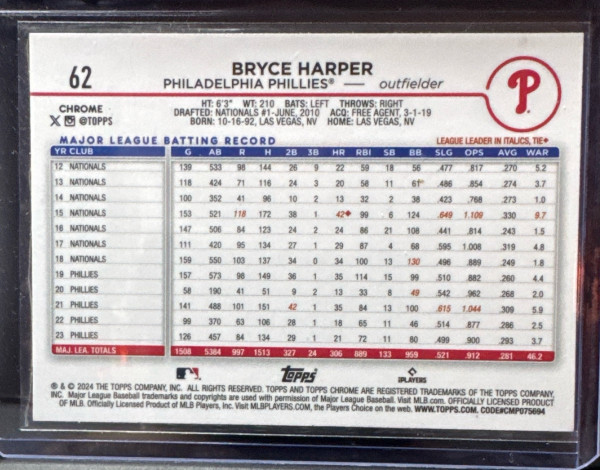 62
BRYCE HARPER
PHILADELPHIA PHILLIES® — outfielder
P
CHROME
@TOPPS
HT: 6'3" WT: 210 BATS: LEFT THROWS: RIGHT
DRAFTED: NATIONALS #1-JUNE, 2010 ACQ: FREE AGENT, 3-1-19
BORN: 10-16-92, LAS VEGAS, NV HOME: LAS VEGAS, NV
MAJOR LEAGUE BATTING RECORD LEAGUE LEADER IN ITALICS, TIE♦
YR CLUB G AB R H 2B 3B HR RBI SB BB SLG OPS AVG WAR
12 NATIONALS 139 533 98 144 26 9 22 59 18 56 .477 .817 .270 5.2
13 NATIONALS 118 424 71 116 24 3 20 58 11 61 .486 .854 .274 3.7
14 NATIONALS 100 352 41 96 10 2 13 32 2 38 .423 .768 .273 1.0
15 NATIONALS 153 521 118 172 38 1 42♦ 99 6 124 .649 1.109 .330 9.7
16 NATIONALS 147 506 84 123 24 2 24 86 21 108 .441 .814 .243 1.5
17 NATIONALS 111 420 95 134 27 1 29 87 4 68 .595 1.008 .319 4.8
18 NATIONALS 159 550 103 137 34 0 34 100 13 130 .496 .889 .249 1.8
19 PHILLIES 157 573 98 149 36 1 35 114 15 99 .510 .882 .260 4.4
20 PHILLIES 58 190 41 51 9 2 13 33 8 49 .542 .962 .268 2.0
21 PHILLIES 141 488 101 151 42 1 35 84 13 100 .615 1.044 .309 5.9
22 PHILLIES 99 370 63 106 28 1 18 65 11 46 .514 .877 .286 2.5
23 PHILLIES 126 457 84 134 29 1 21 72 11 80 .499 .900 .293 3.7
MAJ. LEA. TOTALS 1508 5384 997 1513 327 24 306 889 133 959 .521 .912 .281 46.2
Topps
PLAYERS
® & © 2024 THE TOPPS COMPANY, INC. ALL RIGHTS RESERVED. TOPPS AND TOPPS CHROME ARE REGISTERED TRADEMARKS OF THE TOPPS COMPANY,
INC. Major League Baseball trademarks and copyrights are used with permission of Major League Baseball. Visit MLB.com. OFFICIALLY LICENSED PRODUCT
OF MLB. Officially Licensed Product of MLB Players, Inc. Visit MLBPLAYERS.com, the Players Choice on the web. WWW.TOPPS.COM. CODE#CMP075694